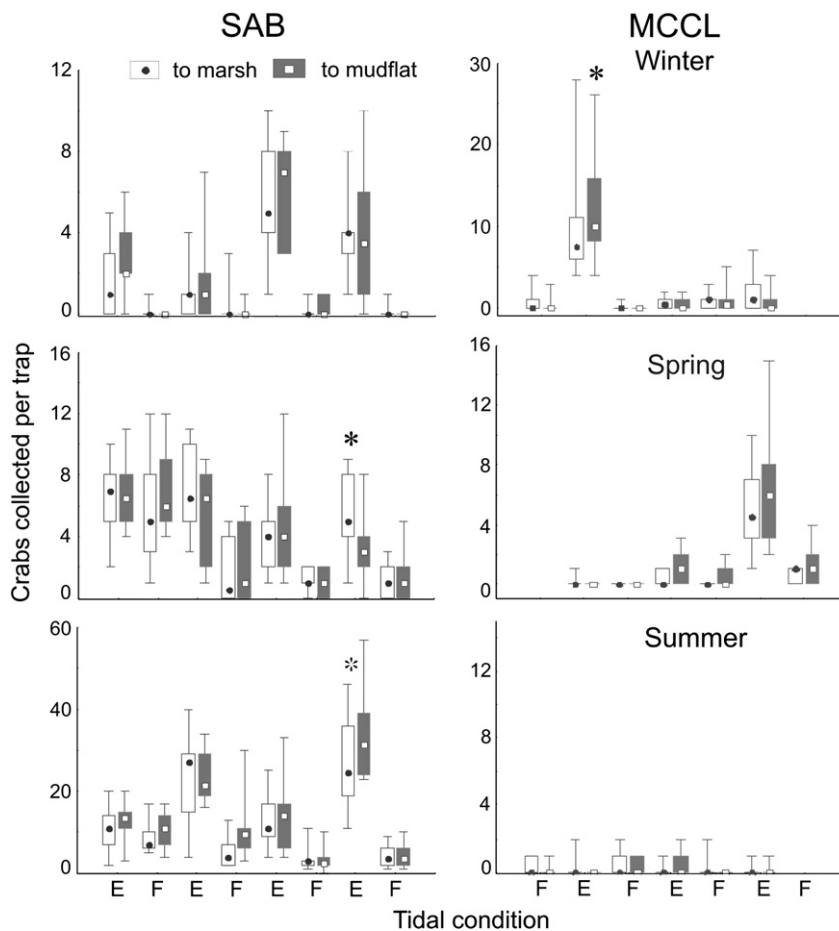 SAB
MCCL
to marsh to mudflat
Winter
*
12
8
4
0
30
20
10
0
Crabs collected per trap
Spring
*
16
12
8
4
0
16
12
8
4
0
Summer
*
60
40
20
0
12
8
4
0
E F E F E F E F
F E F E F E F
Tidal condition